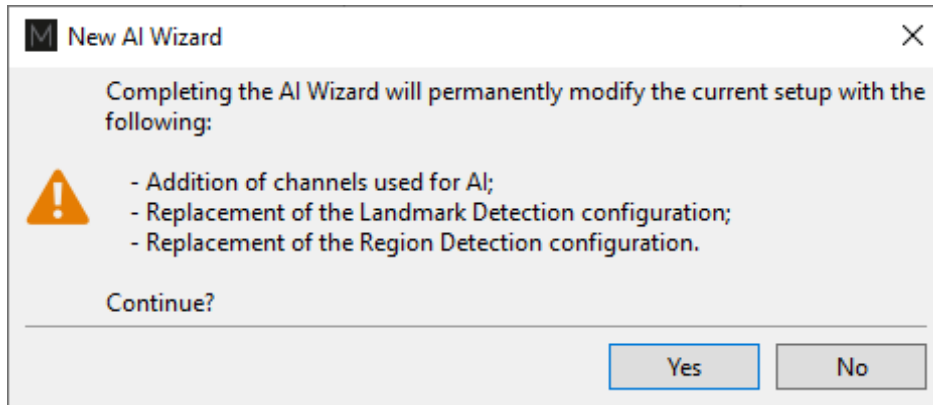 M New AI Wizard
Completing the AI Wizard will permanently modify the current setup with the
following:
- Addition of channels used for AI;
- Replacement of the Landmark Detection configuration;
- Replacement of the Region Detection configuration.
Continue?
Yes No